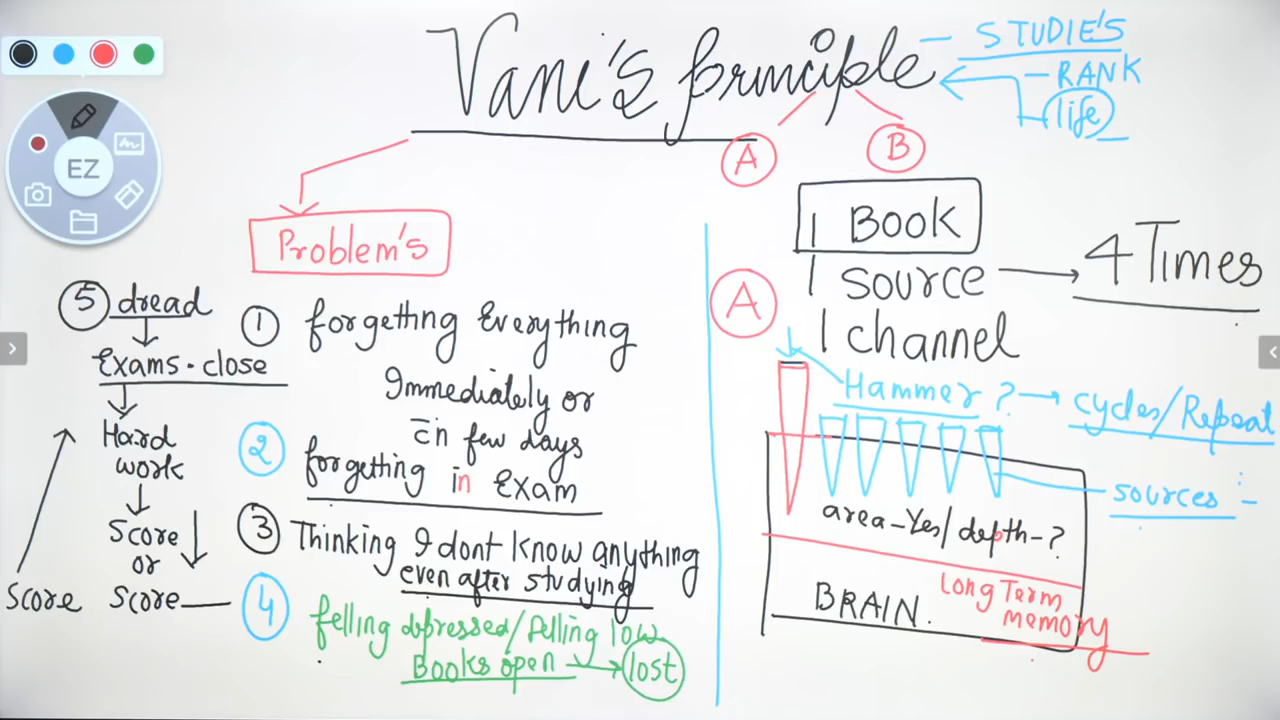 Vani's principle
- STUDIE'S
- RANK
life
A
B
EZ
Problem's
1 forgetting Everything
Immediately or
in few days
2 forgetting in Exam
3 Thinking I dont know anything
even after studying
4 felling depressed/felling low
Books open → lost
5 dread
Exams. close
Hard
work
Score
or
Score
Score
A
1 BOOK
1 source → 4 Times
1 channel
Hammer? → cycles/Repeat
sources :-
area-Yes/depth-?
BRAIN.
Long Term
memory